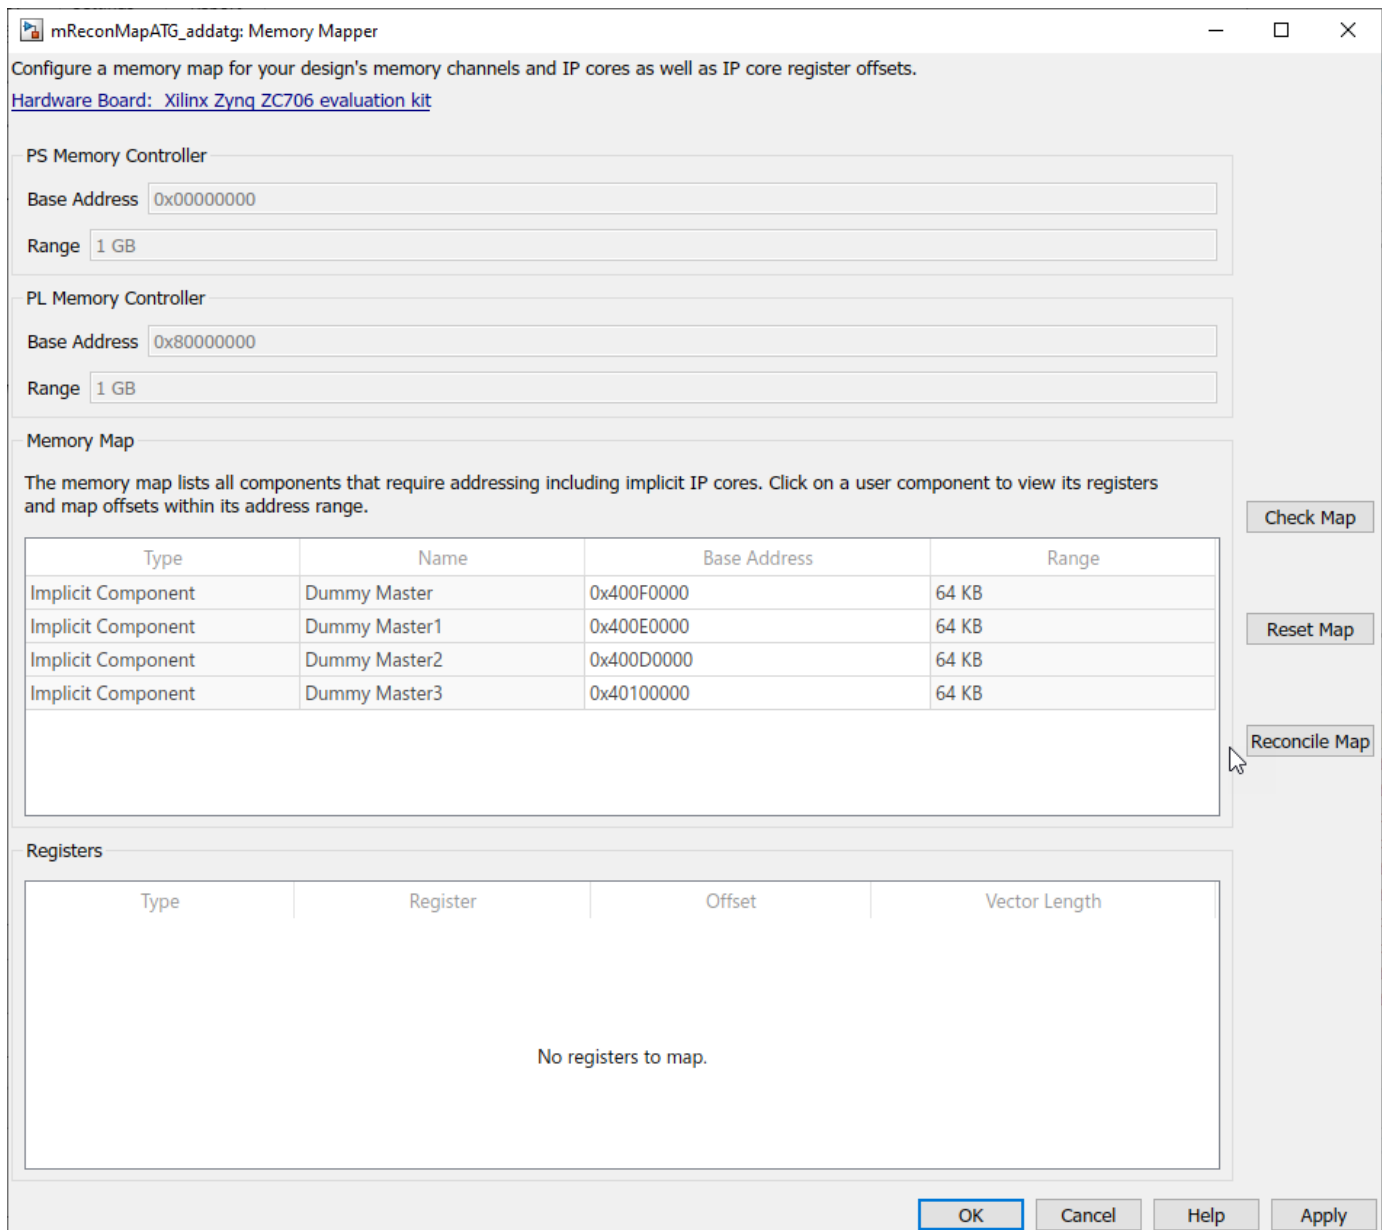 mReconMapATG_addatg: Memory Mapper
Configure a memory map for your design's memory channels and IP cores as well as IP core register offsets.
Hardware Board: Xilinx Zynq ZC706 evaluation kit
PS Memory Controller
Base Address 0x00000000
Range 1 GB
PL Memory Controller
Base Address 0x80000000
Range 1 GB
Memory Map
The memory map lists all components that require addressing including implicit IP cores. Click on a user component to view its registers
and map offsets within its address range.
Check Map
Type Name Base Address Range
Implicit Component Dummy Master 0x400F0000 64 KB
Implicit Component Dummy Master1 0x400E0000 64 KB
Reset Map
Implicit Component Dummy Master2 0x400D0000 64 KB
Implicit Component Dummy Master3 0x40100000 64 KB
Reconcile Map
Registers
Type Register Offset Vector Length
No registers to map.
OK Cancel Help Apply